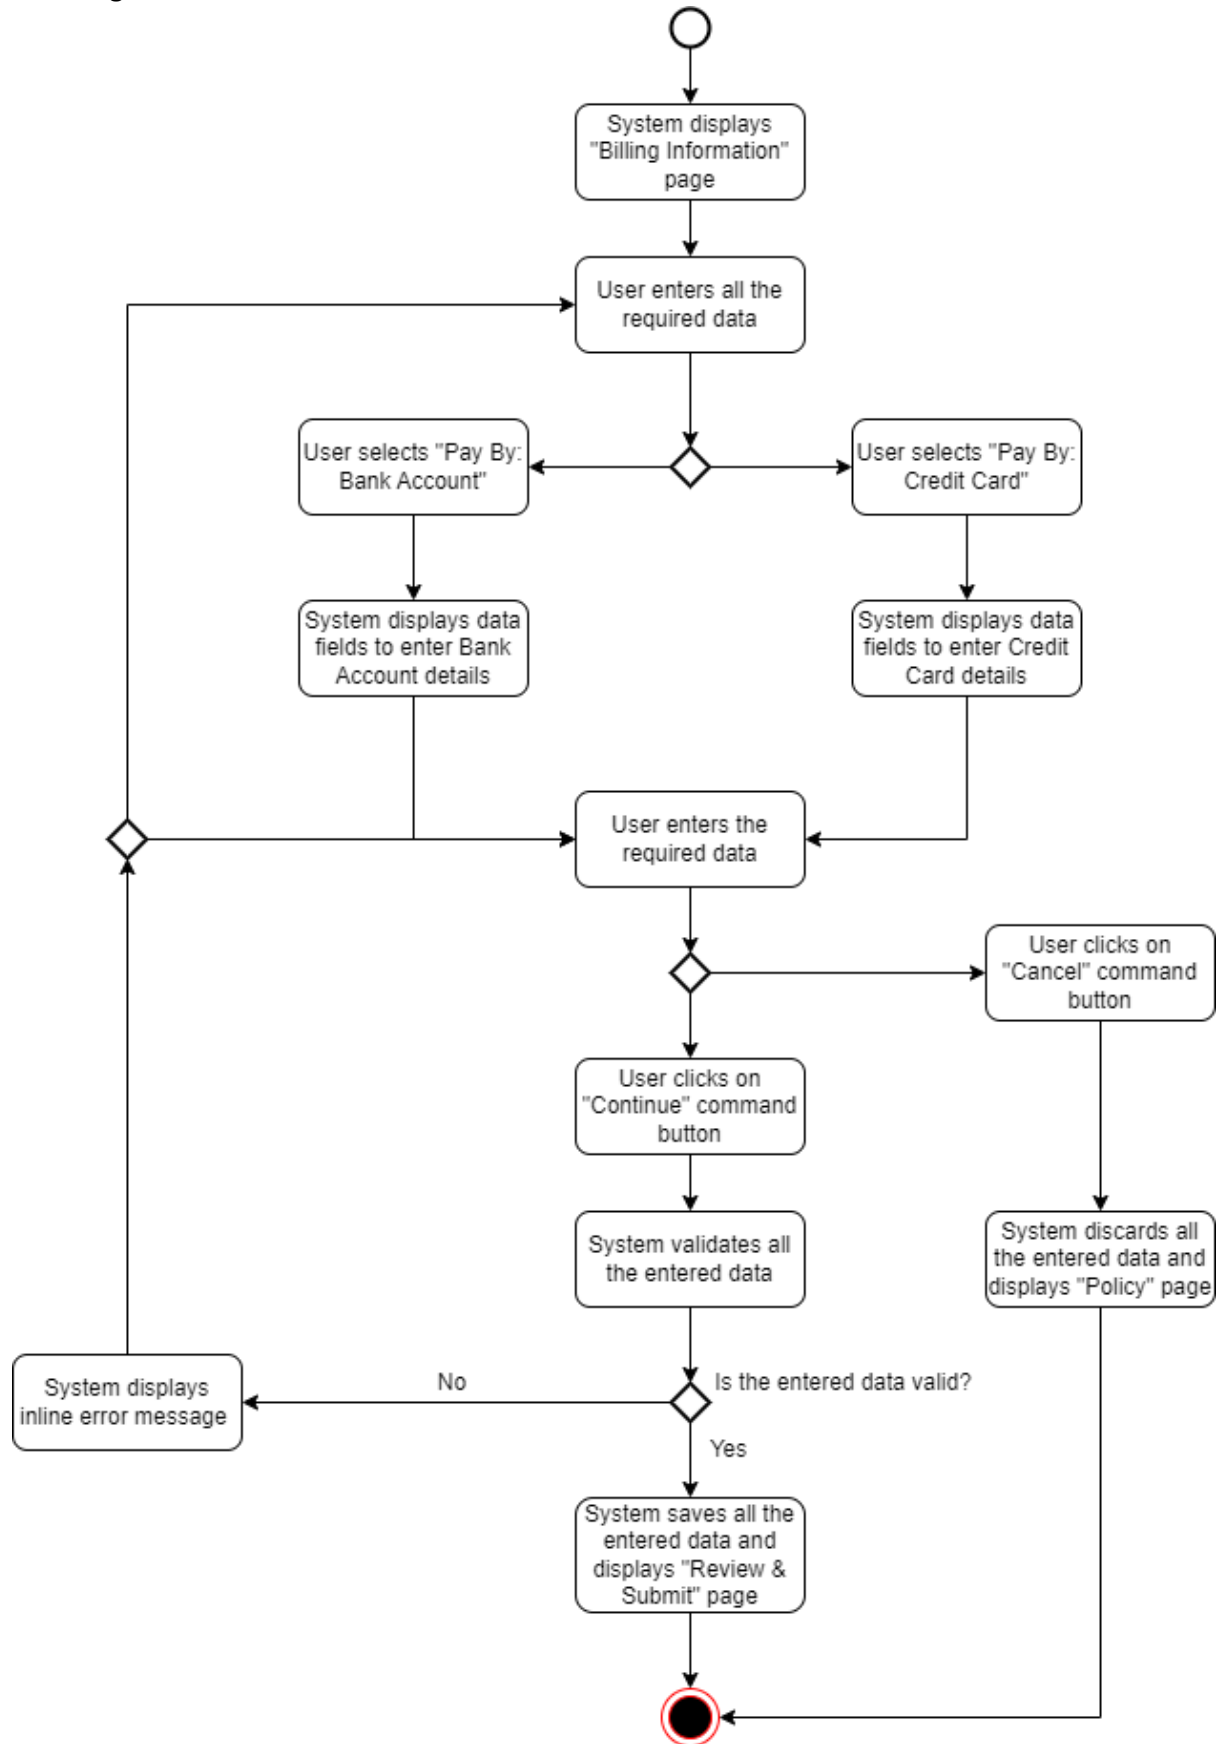 System displays
"Billing Information"
page
User enters all the
required data
User selects "Pay By:
Bank Account"
User selects "Pay By:
Credit Card"
System displays data
fields to enter Bank
Account details
System displays data
fields to enter Credit
Card details
User enters the
required data
User clicks on
"Cancel" command
button
User clicks on
"Continue" command
button
System validates all
the entered data
System discards all
the entered data and
displays "Policy" page
Is the entered data valid?
No
System displays
inline error message
Yes
System saves all the
entered data and
displays "Review &
Submit" page